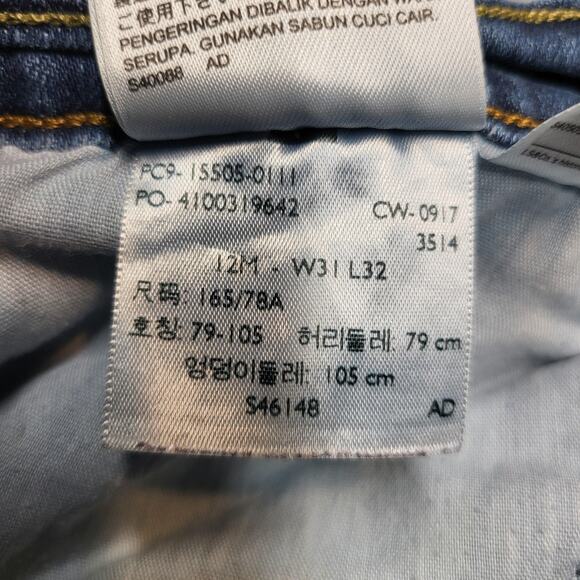 ご使用下さい
PENGERINGAN DIBALIK DENGAN
SERUPA. GUNAKAN SABUN CUCI CAIR.
S40088 AD
PC9-15505-0111
PO-4100319642 CW-0917
3514
12M - W31 L32
尺码: 165/78A
호칭: 79-105 허리둘레: 79 cm
엉덩이둘레: 105 cm
S46148 AD